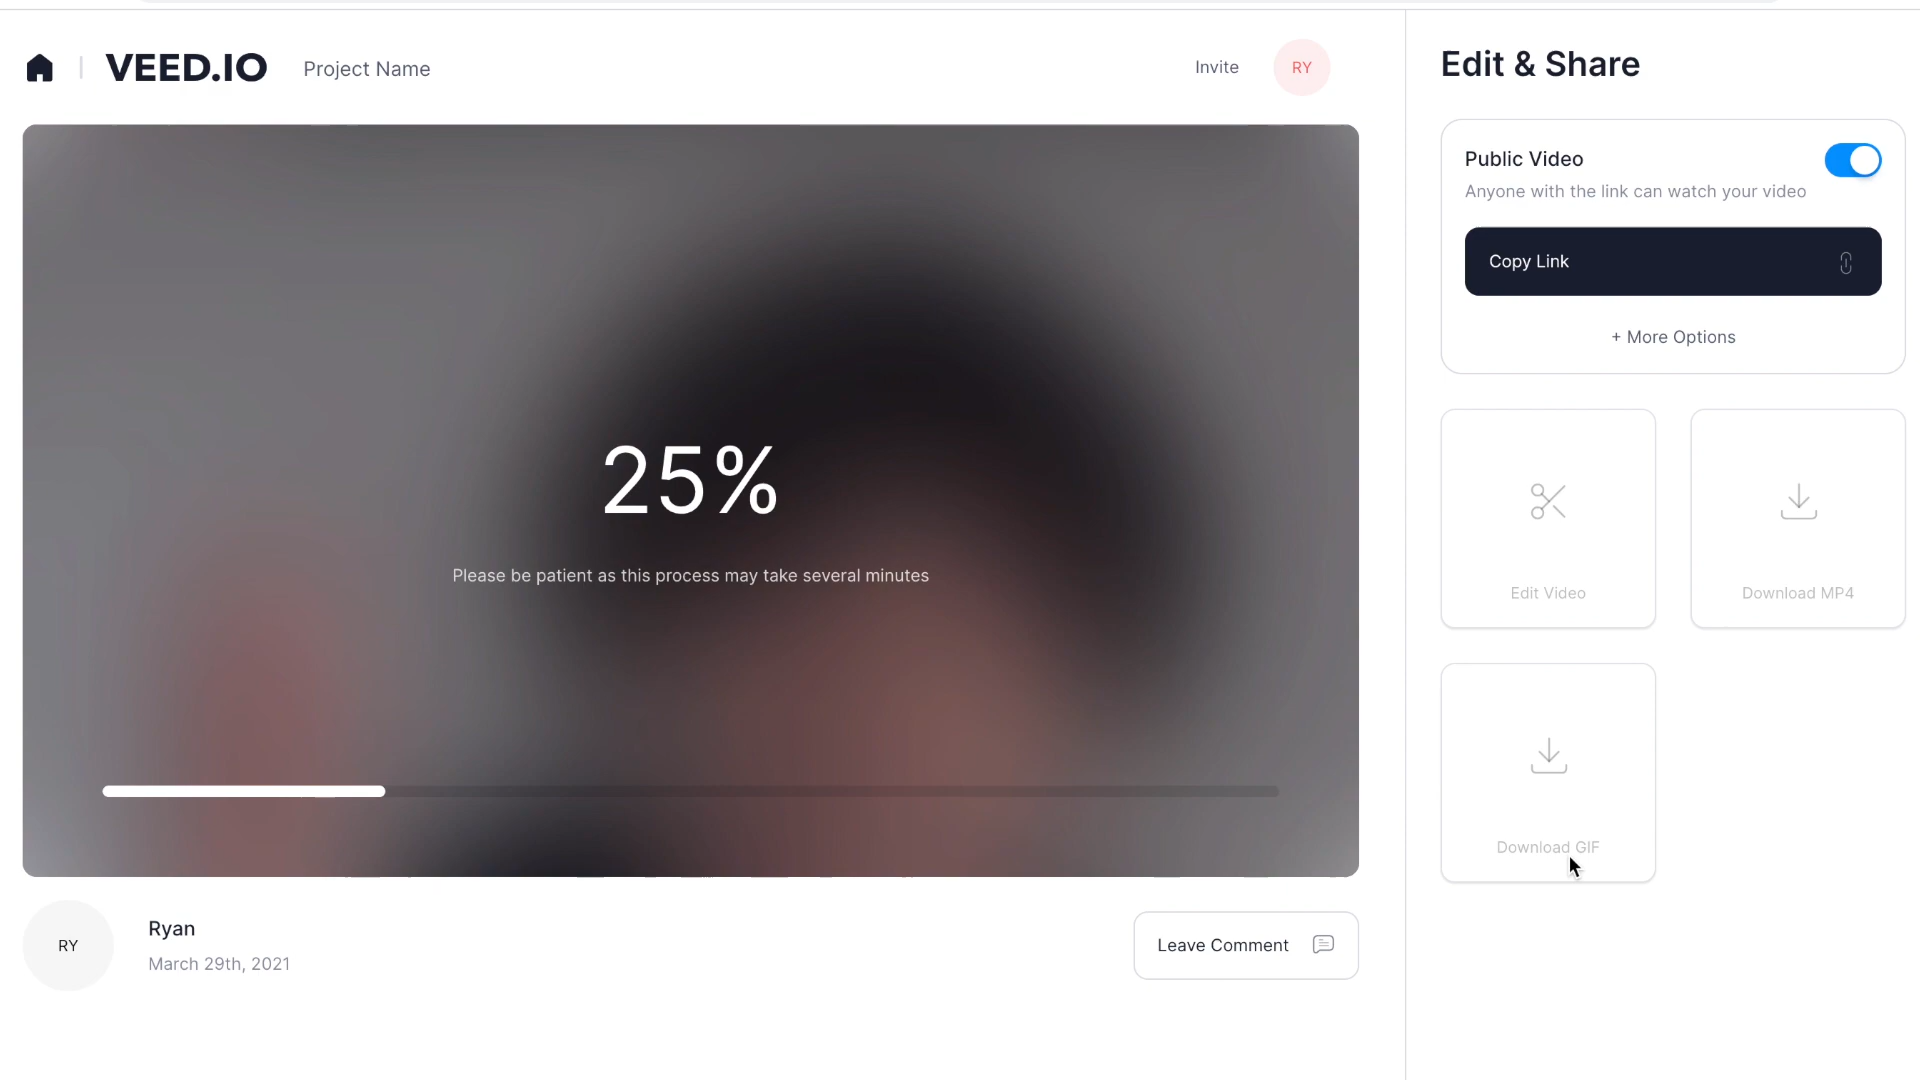 VEED.IO
Project Name
Invite
RY
25%
Please be patient as this process may take several minutes
RY
Ryan
March 29th, 2021
Leave Comment
Edit & Share
Public Video
Anyone with the link can watch your video
Copy Link
+ More Options
Edit Video
Download MP4
Download GIF